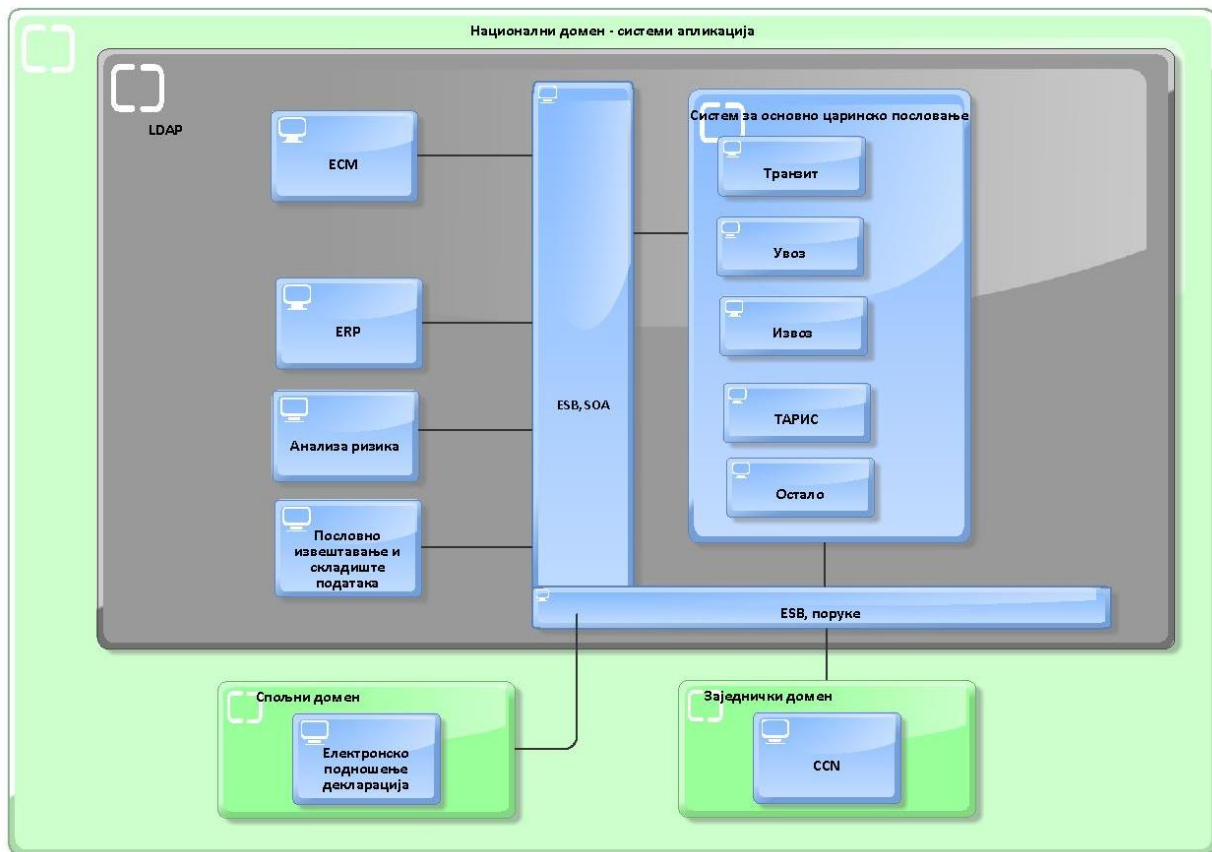 Национални домен - системи апликација
LDAP
ECM
ERP
Анализа ризика
Пословно
извештавање и
складиште
података
ESB, SOA
Систем за основно царинско пословање
Транзит
Увоз
Извоз
ТАРИС
Остало
ESB, поруке
Спољни домен
Електронско
подношење
декларација
Заједнички домен
CCN